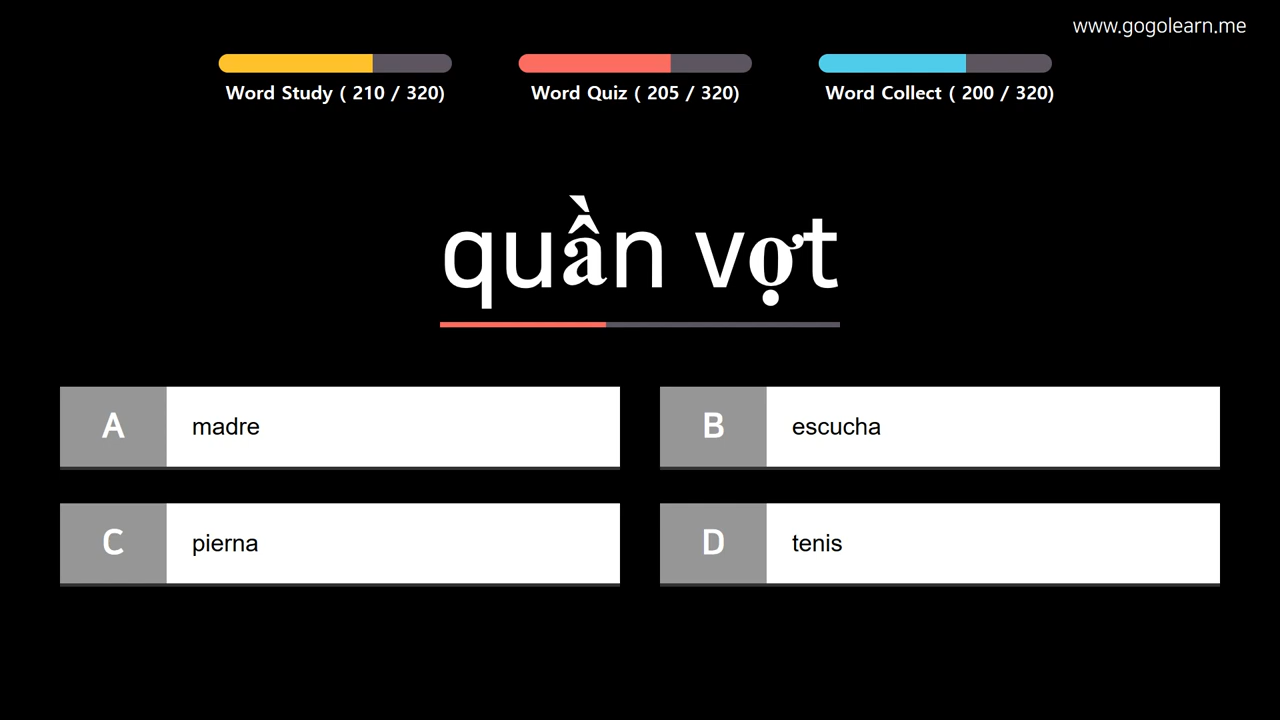 www.gogolearn.me
Word Study ( 210 / 320)
Word Quiz ( 205 / 320)
Word Collect ( 200 / 320)
quần vợt
A madre
B escucha
C pierna
D tenis